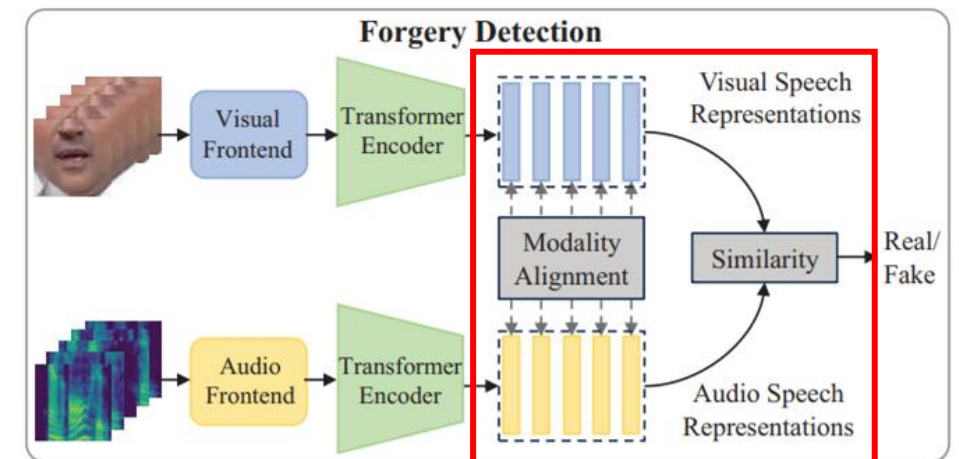 Forgery Detection
Visual
Frontend
Transformer
Encoder
Visual Speech
Representations
Modality
Alignment
Similarity
Real/
Fake
Audio
Frontend
Transformer
Encoder
Audio Speech
Representations